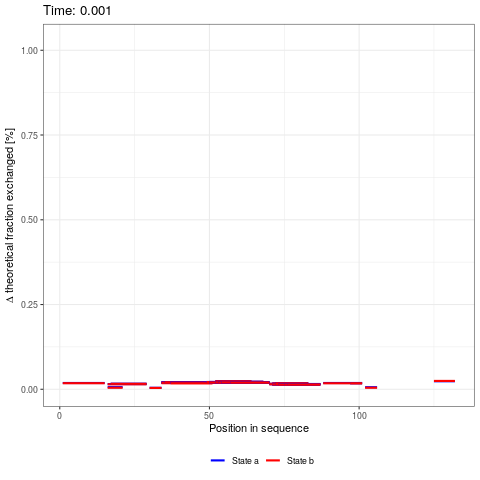 Time: 0.001
Δ theoretical fraction exchanged [%]
1.00
0.75
0.50
0.25
0.00
0
50
100
Position in sequence
State a
State b